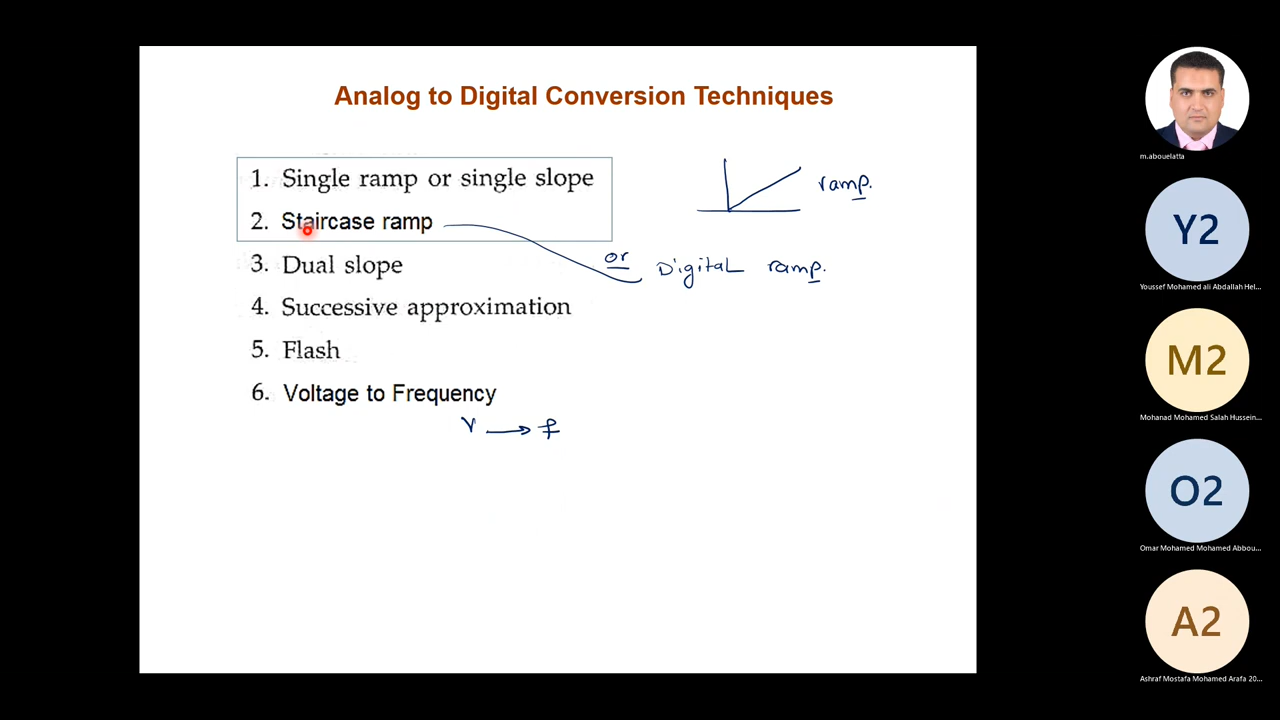 Analog to Digital Conversion Techniques
1. Single ramp or single slope
ramp.
2. Staircase ramp
or Digital ramp.
3. Dual slope
4. Successive approximation
5. Flash
6. Voltage to Frequency
V → f
m.abouelatta
Y2
Youssef Mohamed ali Abdallah Hel...
M2
Mohanad Mohamed Salah Hussein...
O2
Omar Mohamed Mohamed Abbou...
A2
Ashraf Mostafa Mohamed Arafa 20...